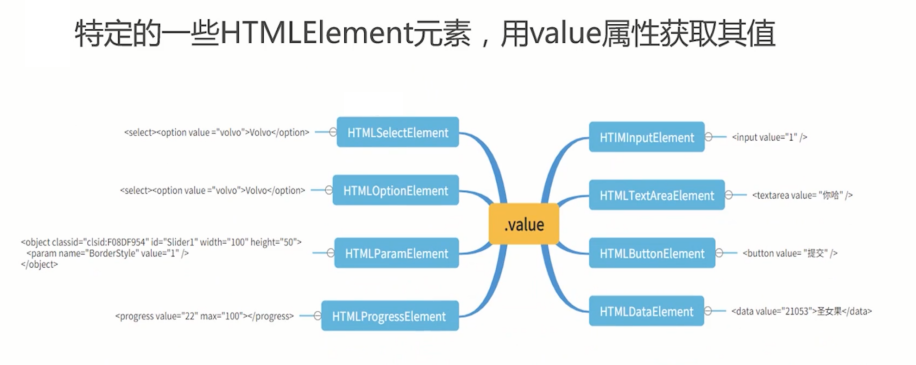 特定的一些HTMLElement元素，用value属性获取其值
<select><option value ="volvo">Volvo</option>
HTMLSelectElement
<select><option value ="volvo">Volvo</option>
HTMLOptionElement
<object classid="clsid:F08DF954" id="Slider1" width="100" height="50">
<param name="BorderStyle" value="1" />
</object>
HTMLParamElement
<progress value="22" max="100"></progress>
HTMLProgressElement
.value
HTIMInputElement
<input value="1" />
HTMLTextAreaElement
<textarea value= "你哈" />
HTMLButtonElement
<button value= "提交" />
HTMLDataElement
<data value="21053">圣女果</data>